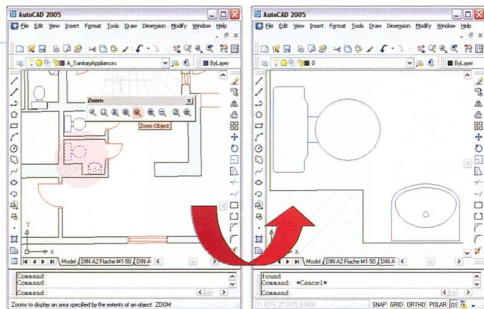 AutoCAD 2005
File Edit View Insert Format Tools Draw Dimension Modify Window Help
A_SanitaryAppliances
ByLayer
Zoom
Zoom Object
Y
X
Model DIN A2 Fläche M1-50 DIN A
Command
Command
Command
Zooms to display an area specified by the extents of an object: ZOOM
AutoCAD 2005
File Edit View Insert Format Tools Draw Dimension Modify Window Help
0
ByLayer
X
Model DIN A2 Fläche M1-50 DIN A
found
Command *Cancel*
Command
SNAP GRID ORTHO POLAR